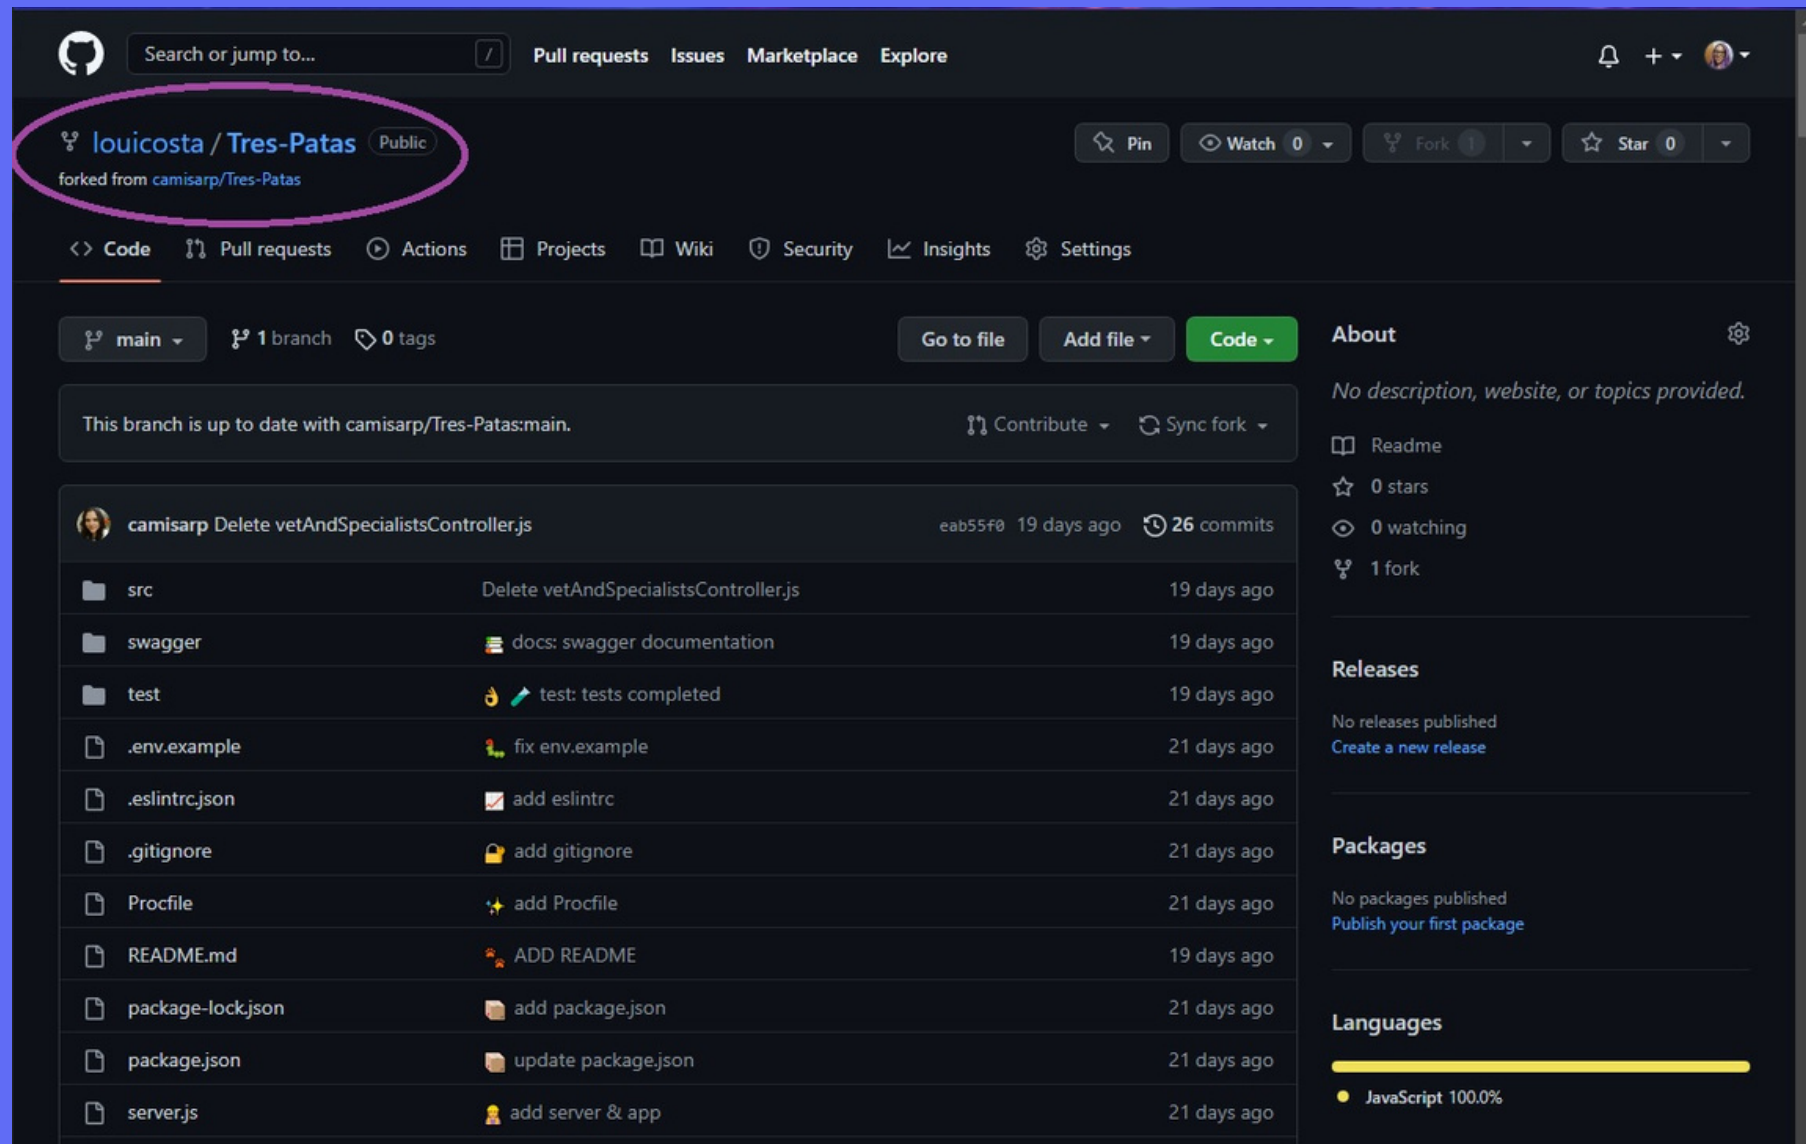 Search or jump to... / Pull requests Issues Marketplace Explore
louicosta / Tres-Patas Public
Pin Watch 0 Fork 1 Star 0
forked from camisarp/Tres-Patas
Code Pull requests Actions Projects Wiki Security Insights Settings
main 1 branch 0 tags Go to file Add file Code
This branch is up to date with camisarp/Tres-Patas:main. Contribute Sync fork
camisarp Delete vetAndSpecialistsController.js eab55f0 19 days ago 26 commits
src Delete vetAndSpecialistsController.js 19 days ago
swagger docs: swagger documentation 19 days ago
test test: tests completed 19 days ago
.env.example fix env.example 21 days ago
.eslintrc.json add eslintrc 21 days ago
.gitignore add gitignore 21 days ago
Procfile add Procfile 21 days ago
README.md ADD README 19 days ago
package-lock.json add package.json 21 days ago
package.json update package.json 21 days ago
server.js add server & app 21 days ago
About
No description, website, or topics provided.
Readme
0 stars
0 watching
1 fork
Releases
No releases published
Create a new release
Packages
No packages published
Publish your first package
Languages
JavaScript 100.0%